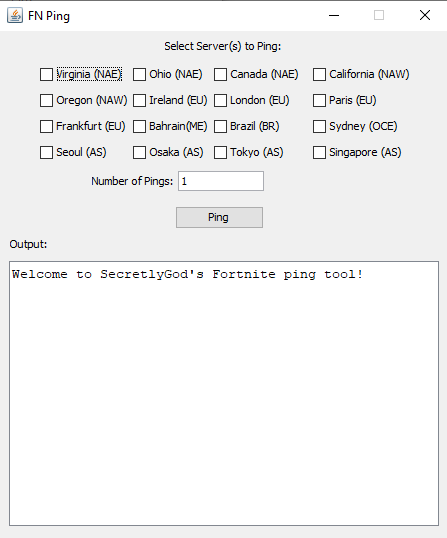 FN Ping
Select Server(s) to Ping:
Virginia (NAE) Ohio (NAE) Canada (NAE) California (NAW)
Oregon (NAW) Ireland (EU) London (EU) Paris (EU)
Frankfurt (EU) Bahrain(ME) Brazil (BR) Sydney (OCE)
Seoul (AS) Osaka (AS) Tokyo (AS) Singapore (AS)
Number of Pings: 1
Ping
Output:
Welcome to SecretlyGod's Fortnite ping tool!